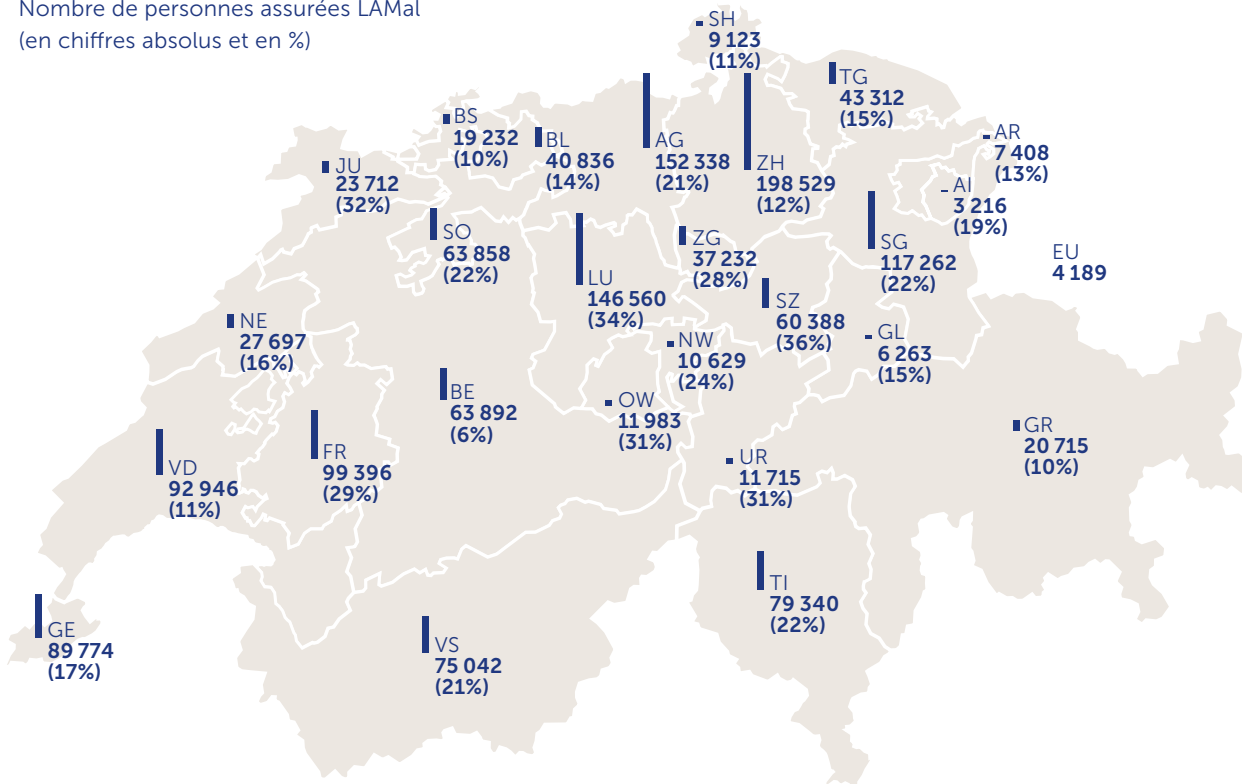 Nombre de personnes assurées LAMal
(en chiffres absolus et en %)
SH
9 123
(11%)
TG
43 312
(15%)
BS
19 232
(10%)
BL
40 836
(14%)
AG
152 338
(21%)
ZH
198 529
(12%)
AR
7 408
(13%)
JU
23 712
(32%)
AI
3 216
(19%)
SO
63 858
(22%)
ZG
37 232
(28%)
SG
117 262
(22%)
EU
4 189
LU
146 560
(34%)
SZ
60 388
(36%)
NE
27 697
(16%)
NW
10 629
(24%)
GL
6 263
(15%)
BE
63 892
(6%)
OW
11 983
(31%)
GR
20 715
(10%)
VD
92 946
(11%)
FR
99 396
(29%)
UR
11 715
(31%)
TI
79 340
(22%)
GE
89 774
(17%)
VS
75 042
(21%)